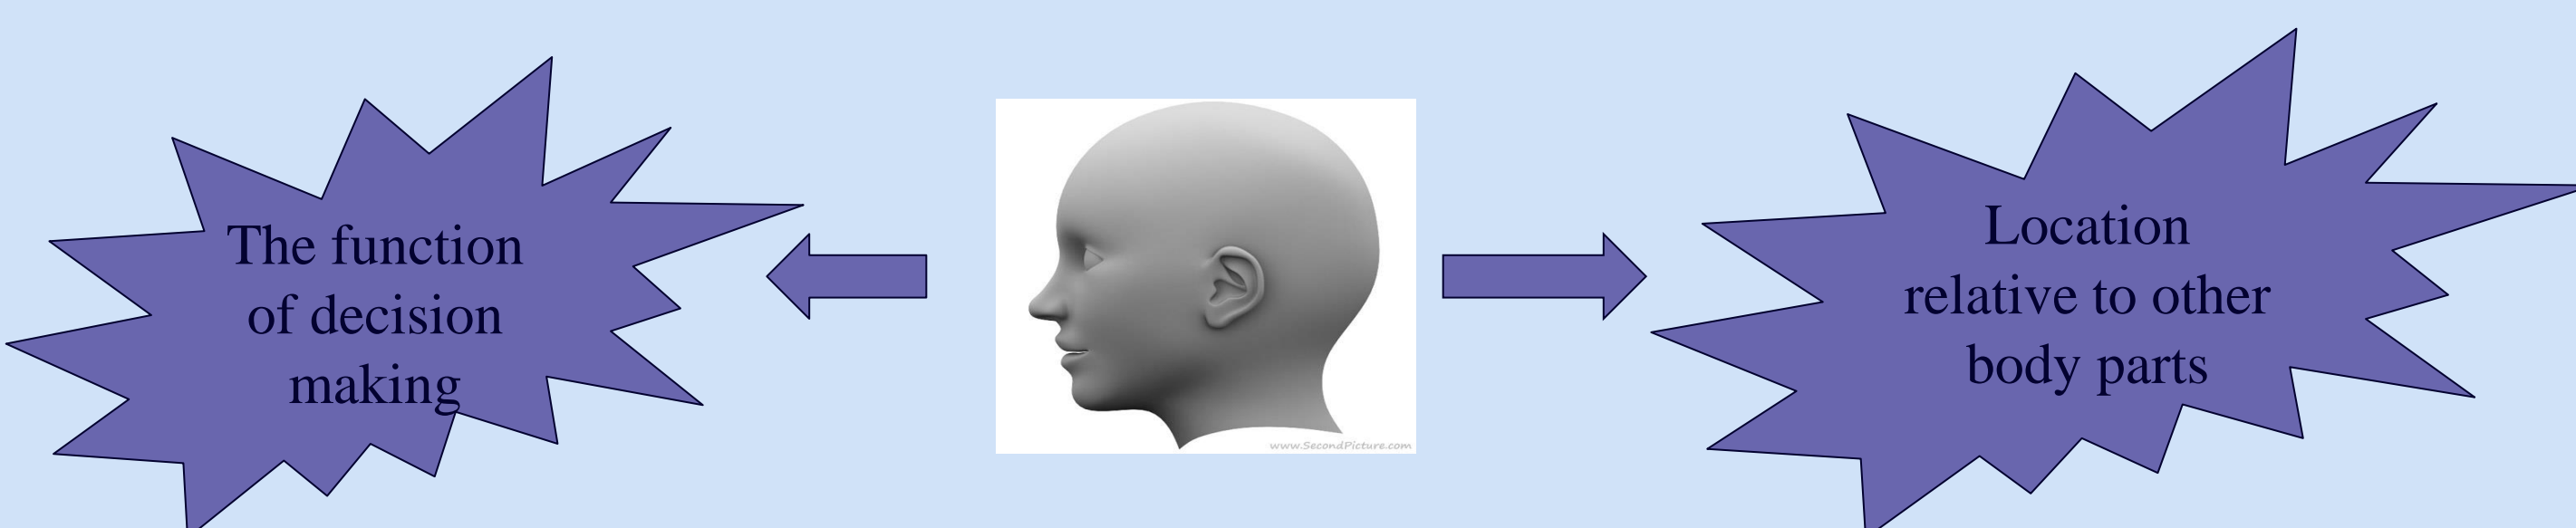 The function
of decision
making
Location
relative to other
body parts
www.SecondPicture.com